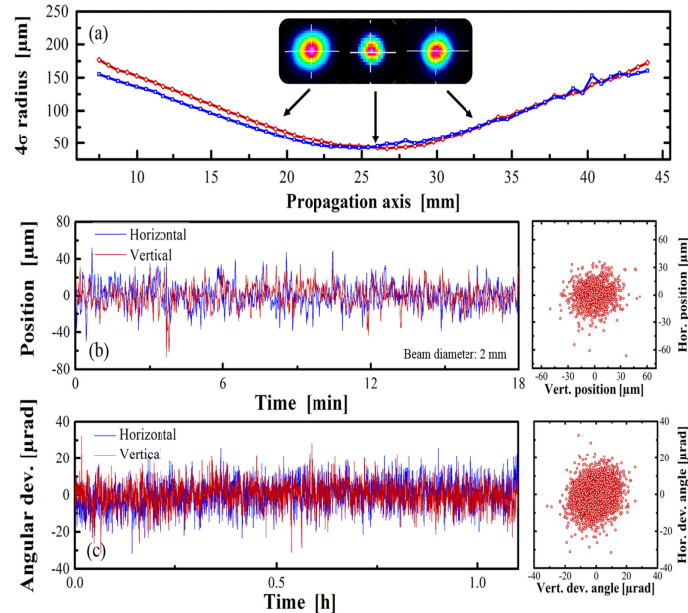 250
(a)
200
150
100
50
4σ radius [μm]
10 15 20 25 30 35 40 45
Propagation axis [mm]
80
Horizontal
Vertical
40
0
-40
-80
Position [μm]
(b)
Beam diameter: 2 mm
0 6 12 18
Time [min]
80
40
0
-40
-60
Hor. position [μm]
-60 -30 0 30 60
Vert. position [μm]
40
Horizontal
Vertica
20
0
-20
-40
Angular dev. [μrad]
(c)
0.0 0.5 1.0
Time [h]
40
20
0
-20
-40
Hor. dev. angle [μrad]
-40 -20 0 20 40
Vert. dev. angle [μrad]